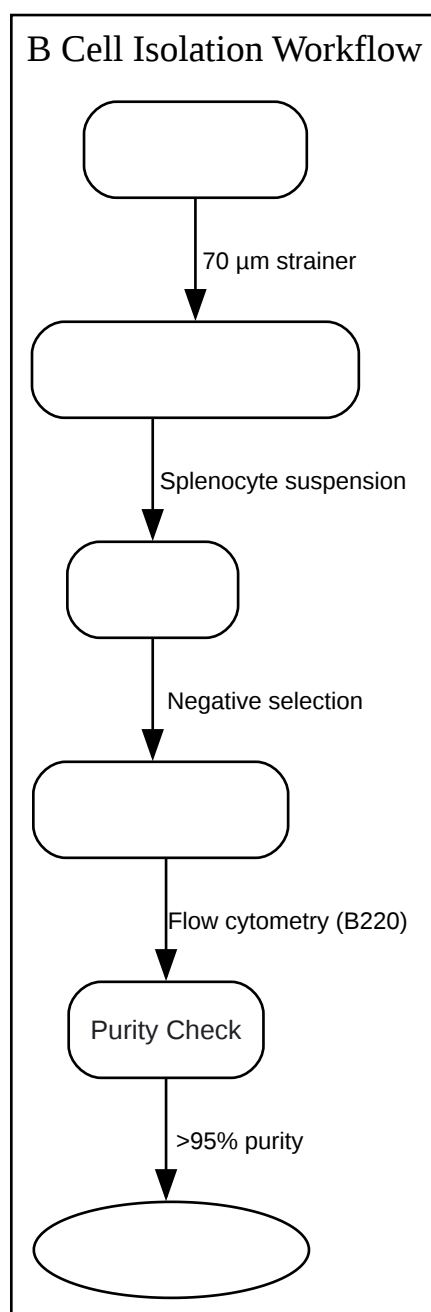 B Cell Isolation Workflow
70 µm strainer
Splenocyte suspension
Negative selection
Flow cytometry (B220)
Purity Check
>95% purity